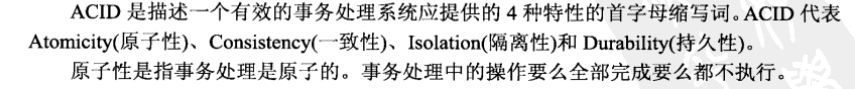 ACID 是描述一个有效的事务处理系统应提供的 4 种特性的首字母缩写词。ACID 代表
Atomicity(原子性)、Consistency(一致性)、Isolation(隔离性)和 Durability(持久性)。
原子性是指事务处理是原子的。事务处理中的操作要么全部完成要么都不执行。